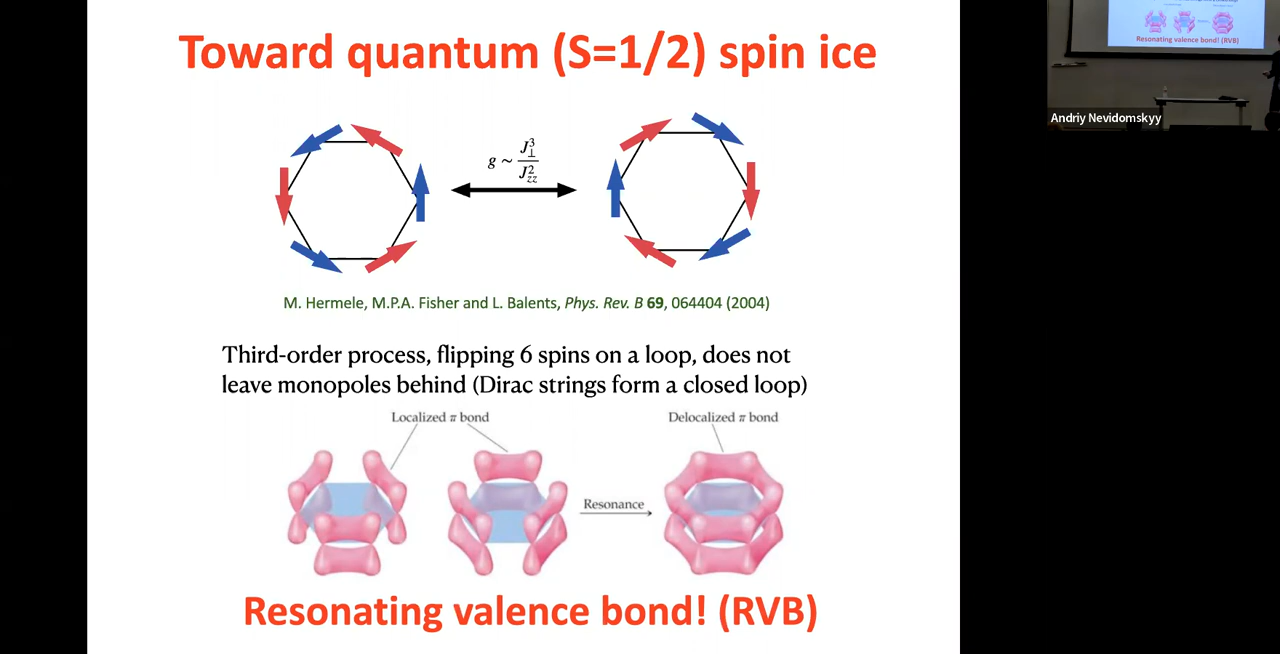 Toward quantum (S=1/2) spin ice
g ~ J⊥³ / Jzz²
M. Hermele, M.P.A. Fisher and L. Balents, Phys. Rev. B 69, 064404 (2004)
Third-order process, flipping 6 spins on a loop, does not
leave monopoles behind (Dirac strings form a closed loop)
Localized π bond
Delocalized π bond
Resonance
Resonating valence bond! (RVB)
Resonating valence bond! (RVB)
Andriy Nevidomskyy